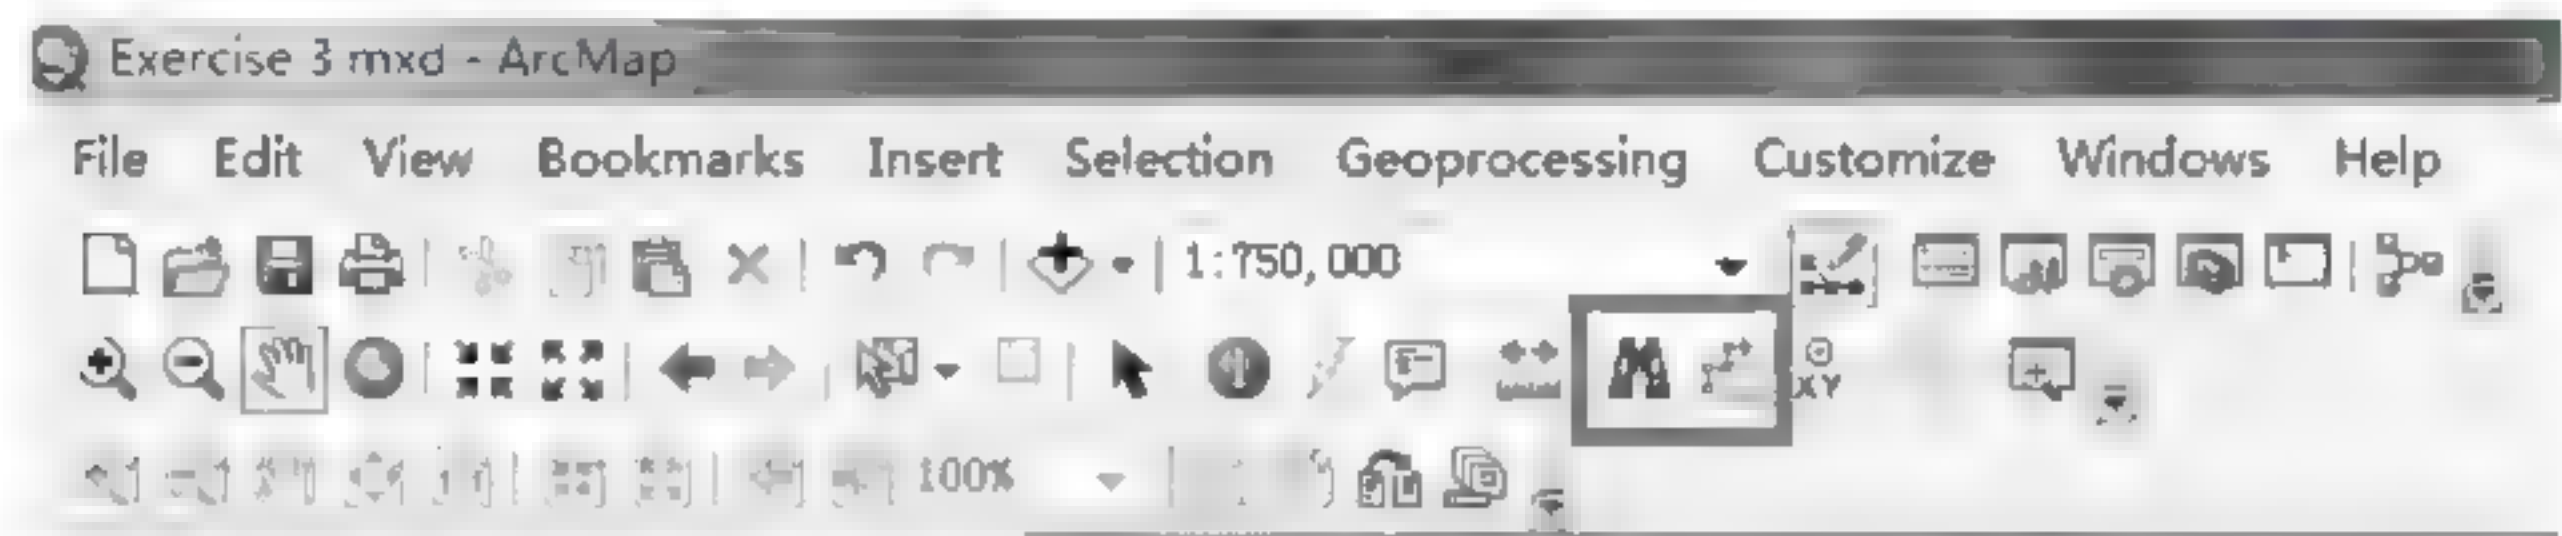 Exercise 3 mxd - ArcMap
File Edit View Bookmarks Insert Selection Geoprocessing Customize Windows Help
1:750,000
XY
100%